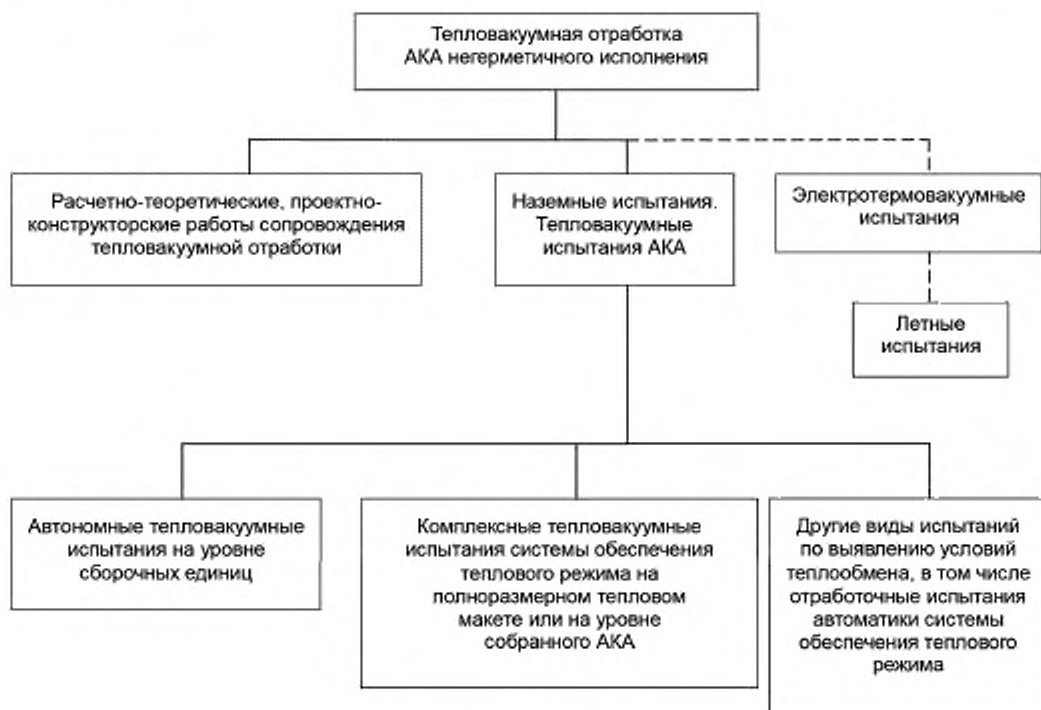 Тепловакуумная отработка
АКА негерметичного исполнения
Расчетно-теоретические, проектно-
конструкторские работы сопровождения
тепловакуумной отработки
Наземные испытания.
Тепловакуумные
испытания АКА
Электротермовакуумные
испытания
Летные
испытания
Автономные тепловакуумные
испытания на уровне
сборочных единиц
Комплексные тепловакуумные
испытания системы обеспечения
теплового режима на
полноразмерном тепловом
макете или на уровне
собранного АКА
Другие виды испытаний
по выявлению условий
теплообмена, в том числе
отработочные испытания
автоматики системы
обеспечения теплового
режима